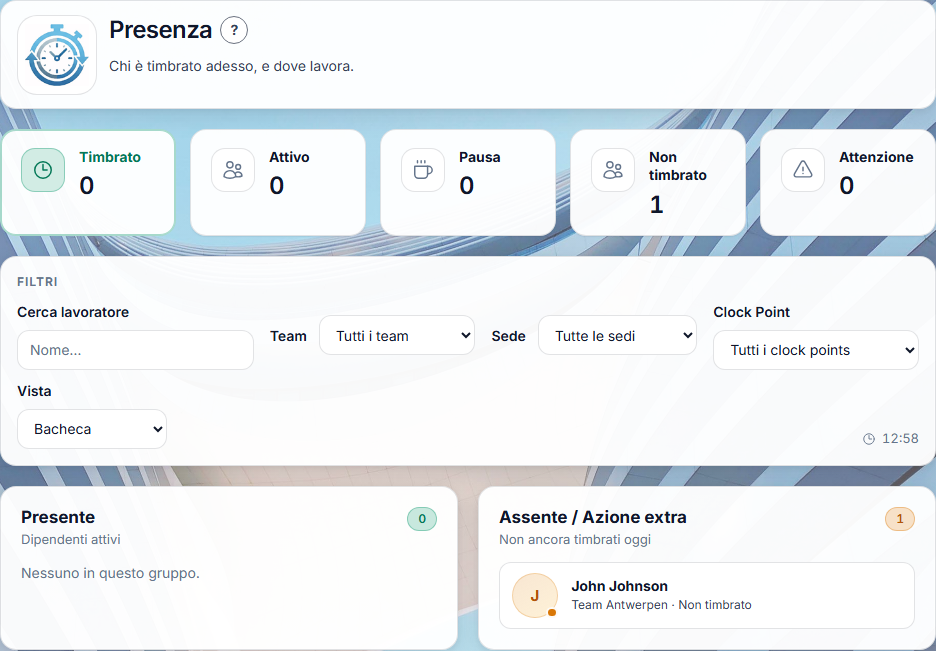 Presenza ?
Chi è timbrato adesso, e dove lavora.
Timbrato
0
Attivo
0
Pausa
0
Non
timbrato
1
Attenzione
0
FILTRI
Cerca lavoratore
Nome...
Team
Tutti i team
Sede
Tutte le sedi
Clock Point
Tutti i clock points
Vista
Bacheca
12:58
Presente
0
Dipendenti attivi
Nessuno in questo gruppo.
Assente / Azione extra
1
Non ancora timbrati oggi
J
John Johnson
Team Antwerpen · Non timbrato